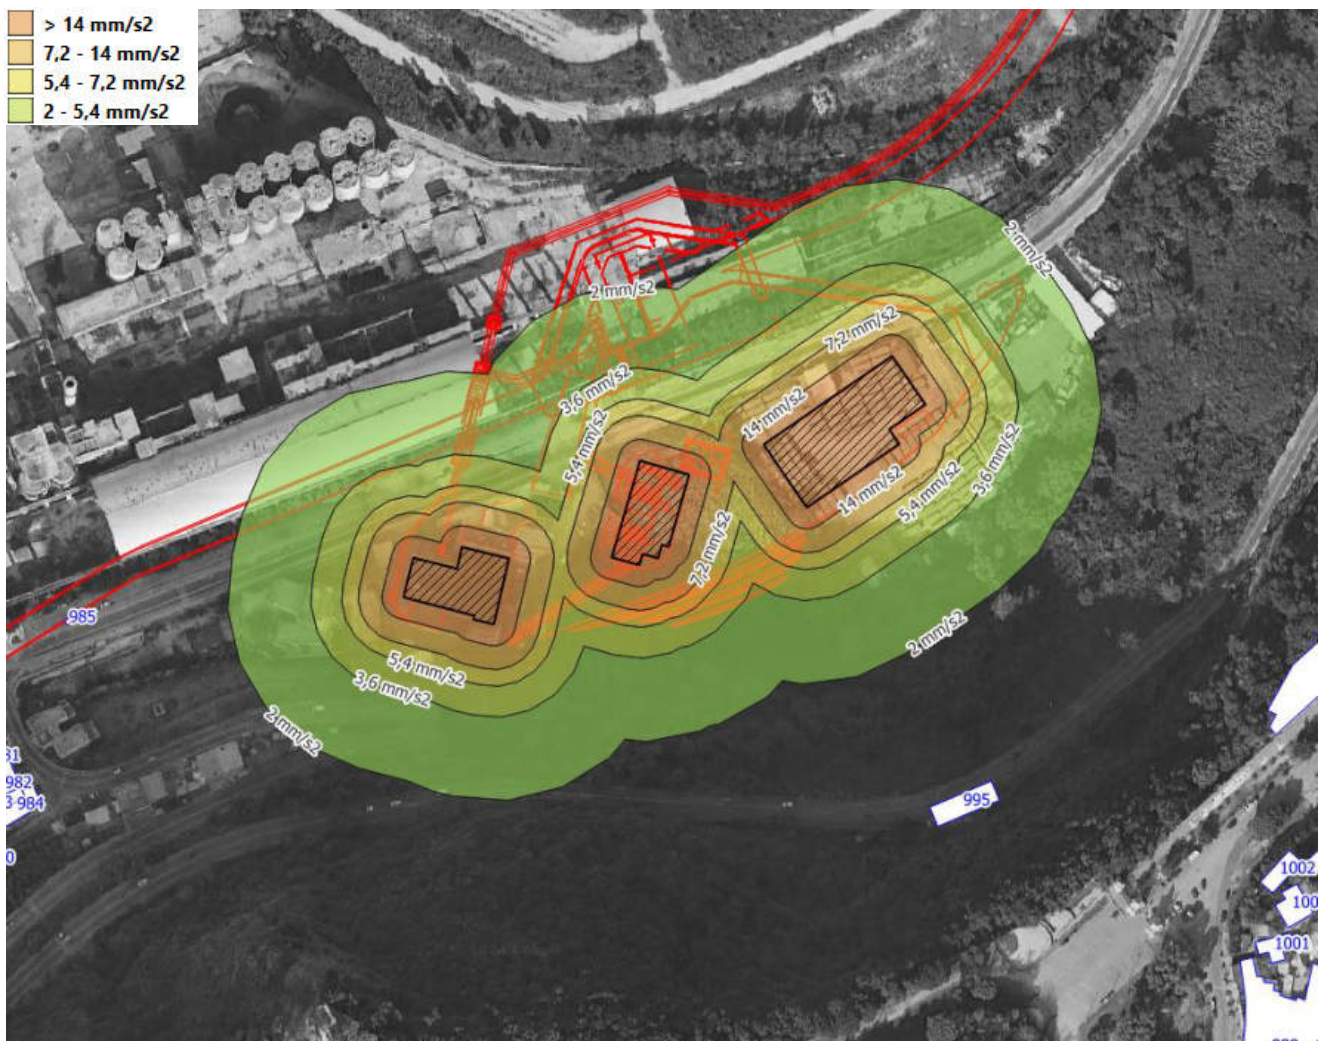 > 14 mm/s2
7,2 - 14 mm/s2
5,4 - 7,2 mm/s2
2 - 5,4 mm/s2
2 mm/s2
2 mm/s2
7,2 mm/s2
3,6 mm/s2
14 mm/s2
5,4 mm/s2
3,6 mm/s2
14 mm/s2
5,4 mm/s2
7,2 mm/s2
985
2 mm/s2
5,4 mm/s2
3,6 mm/s2
2 mm/s2
982
984
995
1002
1001